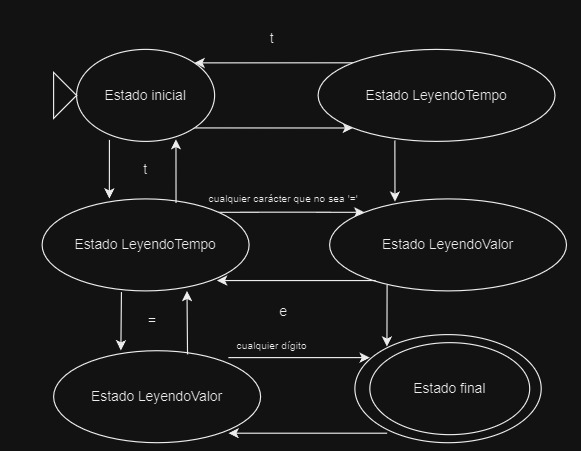 t
Estado inicial
Estado LeyendoTempo
t
cualquier carácter que no sea '='
Estado LeyendoTempo
Estado LeyendoValor
=
e
cualquier dígito
Estado LeyendoValor
Estado final